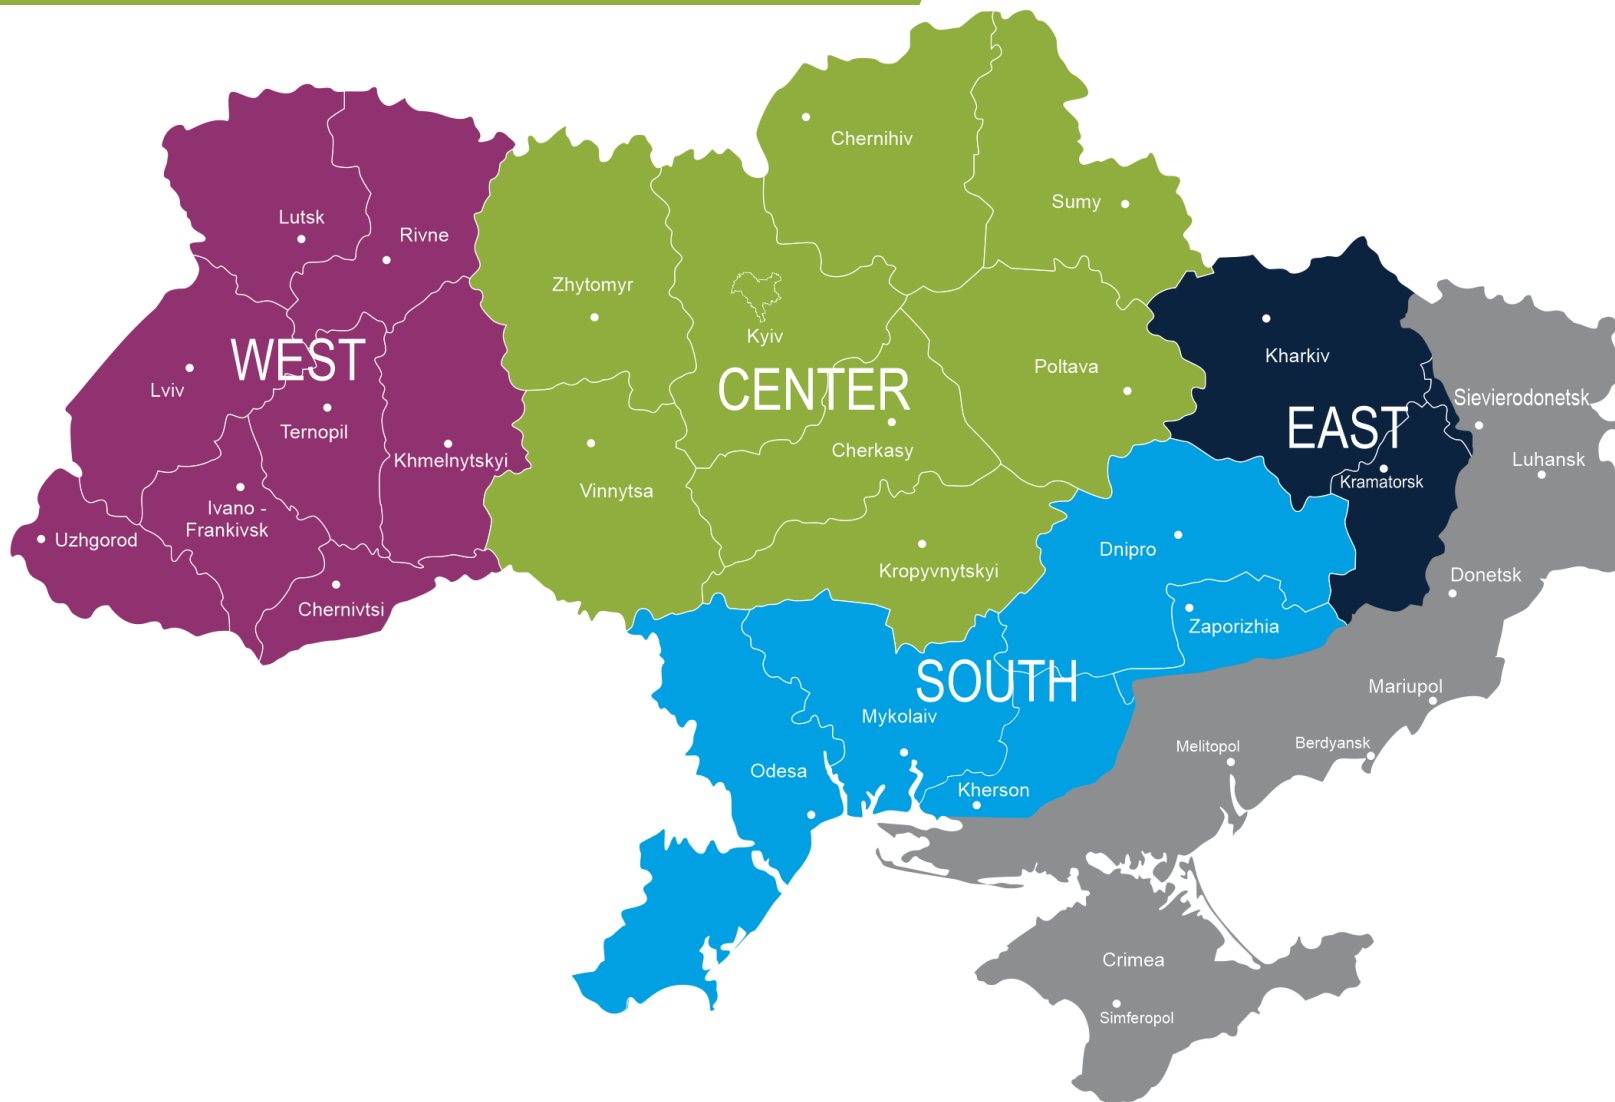 Chernihiv
Sumy
Lutsk
Rivne
Zhytomyr
Kyiv
WEST
Kharkiv
Poltava
Lviv
CENTER
Sievierodonetsk
EAST
Ternopil
Cherkasy
Khmelnytskyi
Luhansk
Kramatorsk
Vinnytsa
Ivano -
Frankivsk
Uzhgorod
Dnipro
Kropyvnytskyi
Donetsk
Chernivtsi
Zaporizhia
SOUTH
Mariupol
Mykolaiv
Melitopol
Berdyansk
Odesa
Kherson
Crimea
Simferopol